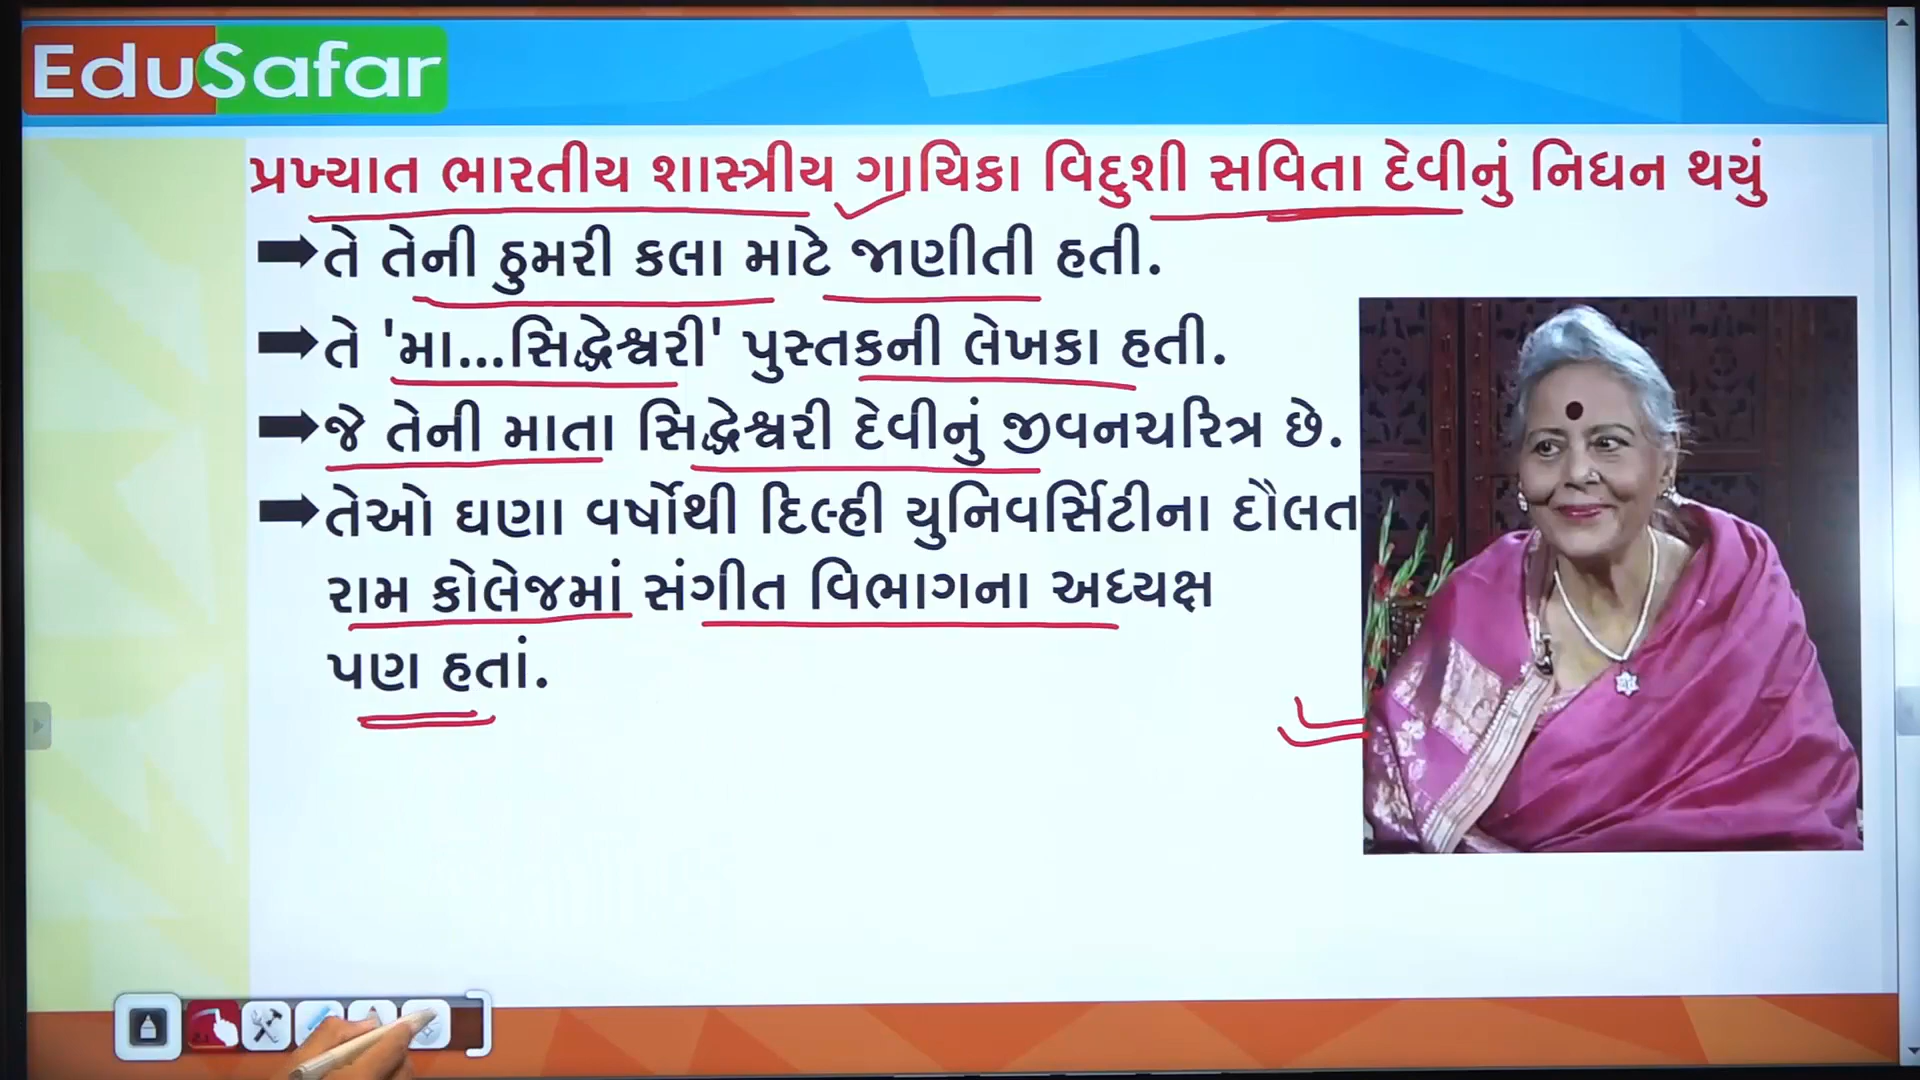 EduSafar
પ્રખ્યાત ભારતીય શાસ્ત્રીય ગાયિકા વિદુશી સવિતા દેવીનું નિધન થયું
તે તેની ઠુમરી કલા માટે જાણીતી હતી.
તે 'મા...સિદ્ધેશ્વરી' પુસ્તકની લેખકા હતી.
જે તેની માતા સિદ્ધેશ્વરી દેવીનું જીવનચરિત્ર છે.
તેઓ ઘણા વર્ષોથી દિલ્હી યુનિવર્સિટીના દૌલત
રામ કોલેજમાં સંગીત વિભાગના અધ્યક્ષ
પણ હતાં.